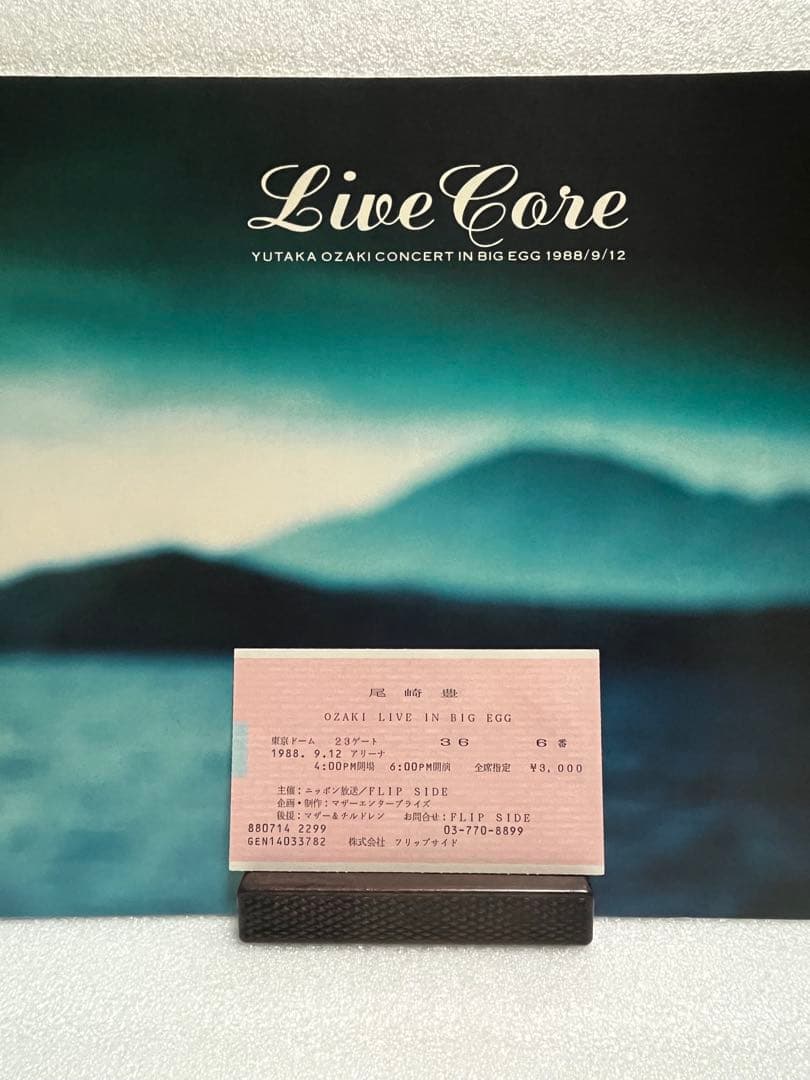 Live Core
YUTAKA OZAKI CONCERT IN BIG EGG 1988/9/12
尾崎豊
OZAKI LIVE IN BIG EGG
東京ドーム 23ゲート 36 6番
1988. 9.12 アリーナ
4:00PM開場 6:00PM開演 全席指定 ¥3,000
主催:ニッポン放送/FLIP SIDE
企画・制作:マザーエンタープライズ
後援:マザー&チルドレン お問合せ:FLIP SIDE
880714 2299 03-770-8899
GEN14033782 株式会社 フリップサイド